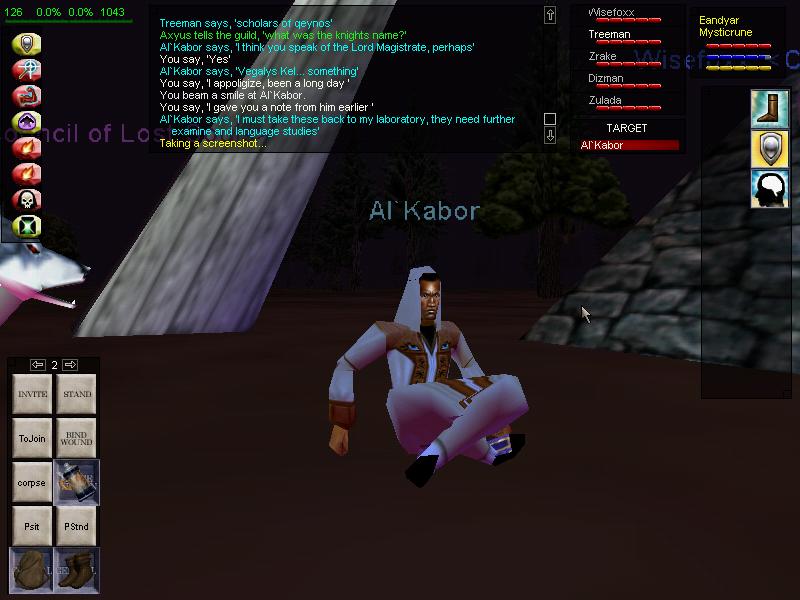 126 0.0% 0.0% 1043
Treeman says, 'scholars of qeynos'
Axyus tells the guild, 'what was the knights name?'
Al`Kabor says, 'I think you speak of the Lord Magistrate, perhaps'
You say, 'Yes'
Al`Kabor says, 'Vegalys Kel... something'
You say, 'I appoligize, been a long day '
You beam a smile at Al`Kabor.
You say, 'I gave you a note from him earlier '
Al`Kabor says, 'I must take these back to my laboratory, they need further
examine and language studies'
Taking a screenshot...
Wisefoxx
Treeman
Zrake
Dizman
Zulada
TARGET
Al`Kabor
Eandyar
Mysticrune
ouncil of Los
Al`Kabor
2
INVITE
STAND
ToJoin
BIND
WOUND
corpse
Psit
PStnd